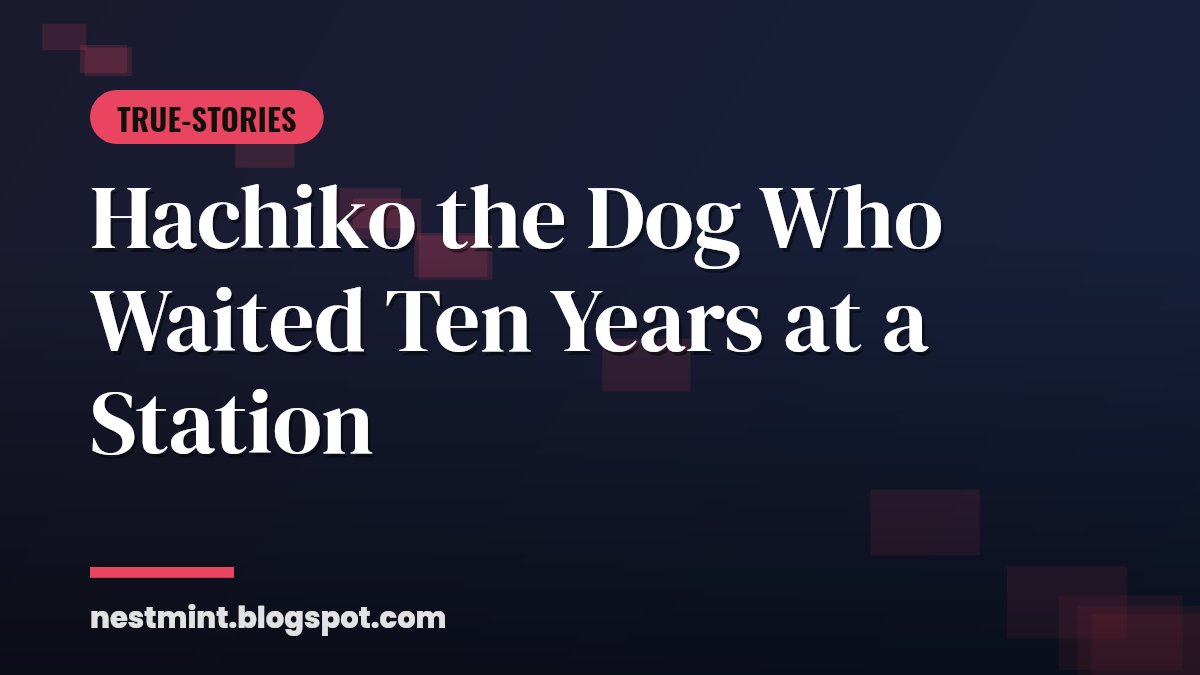 TRUE-STORIES
Hachiko the Dog Who
Waited Ten Years at a
Station
nestmint.blogspot.com